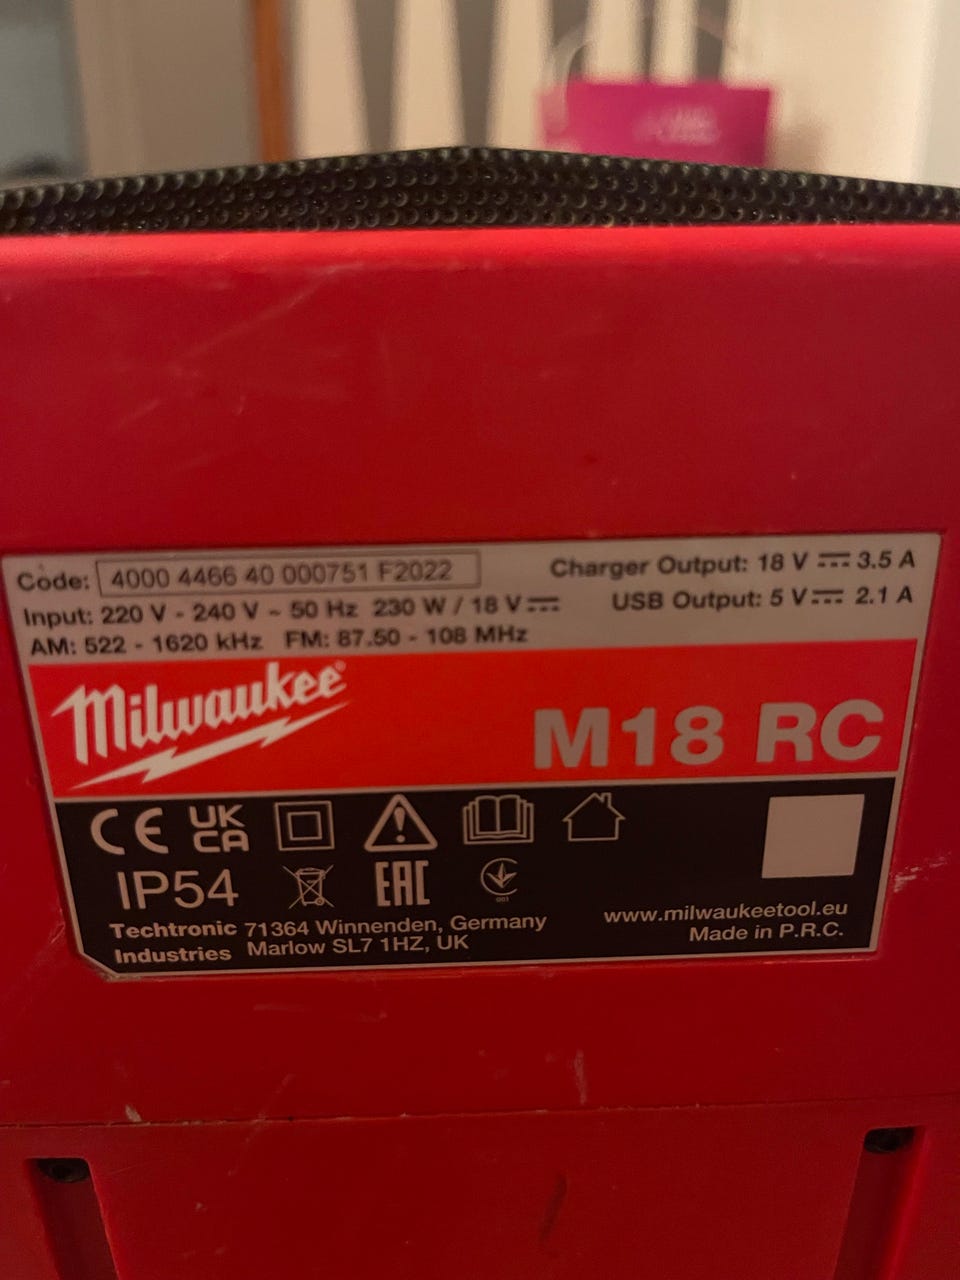 Code: 4000 4466 40 000751 F2022
Input: 220 V - 240 V ~ 50 Hz 230 W / 18 V ⎓
AM: 522 - 1620 kHz FM: 87.50 - 108 MHz
Charger Output: 18 V ⎓ 3.5 A
USB Output: 5 V ⎓ 2.1 A
Milwaukee®
M18 RC
CE UK CA
IP54 EAC 001
Techtronic 71364 Winnenden, Germany
Industries Marlow SL7 1HZ, UK
www.milwaukeetool.eu
Made in P.R.C.